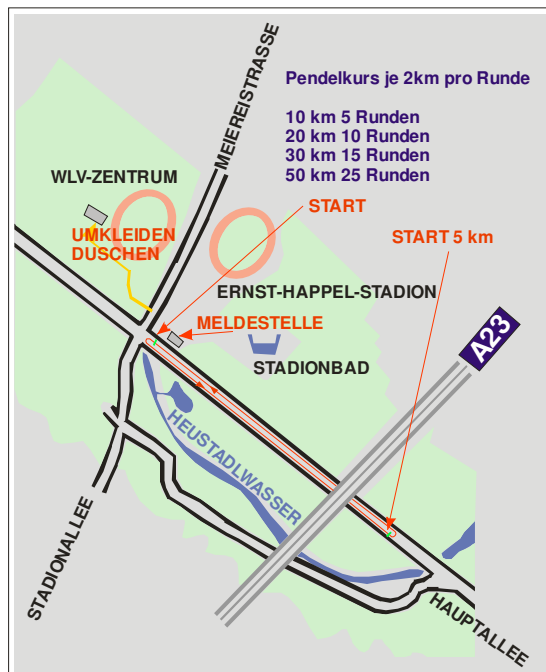 Pendelkurs je 2km pro Runde
10 km 5 Runden
20 km 10 Runden
30 km 15 Runden
50 km 25 Runden
MEIEREISTRASSE
WLV-ZENTRUM
START
UMKLEIDEN
DUSCHEN
START 5 km
ERNST-HAPPEL-STADION
MELDESTELLE
A23
STADIONBAD
HEUSTADLWASSER
STADIONALLEE
HAUPTALLEE